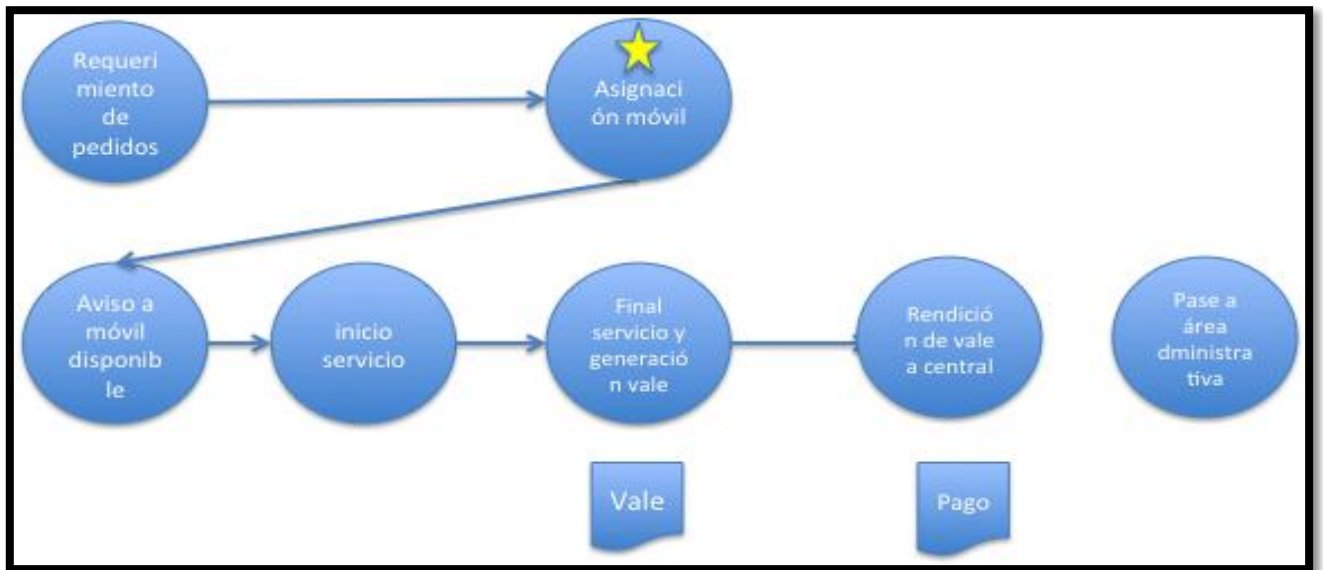 Requeri
miento
de
pedidos
Asignaci
ón móvil
Aviso a
móvil
disponib
le
inicio
servicio
Final
servicio y
generació
n vale
Rendició
n de vale
a central
Pase a
área
dministra
tiva
Vale
Pago